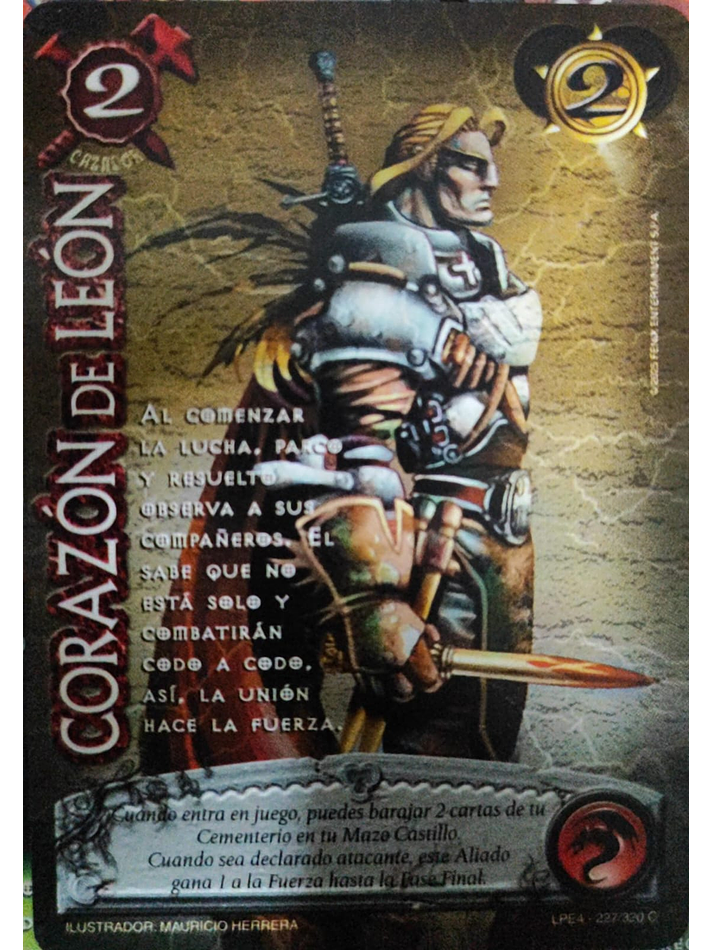 2
CAZADOR
2
CORAZÓN DE LEÓN
©2025 FENIX ENTERTAINMENT S.P.A.
AL COMENZAR
LA LUCHA, PARCO
Y RESUELTO
OBSERVA A SUS
COMPAÑEROS. ÉL
SABE QUE NO
ESTÁ SOLO Y
COMBATIRÁN
CODO A CODO,
ASÍ, LA UNIÓN
HACE LA FUERZA.
Cuando entra en juego, puedes barajar 2 cartas de tu
Cementerio en tu Mazo Castillo.
Cuando sea declarado atacante, este Aliado
gana 1 a la Fuerza hasta la Fase Final.
ILUSTRADOR: MAURICIO HERRERA
LPE4 - 227/320 C